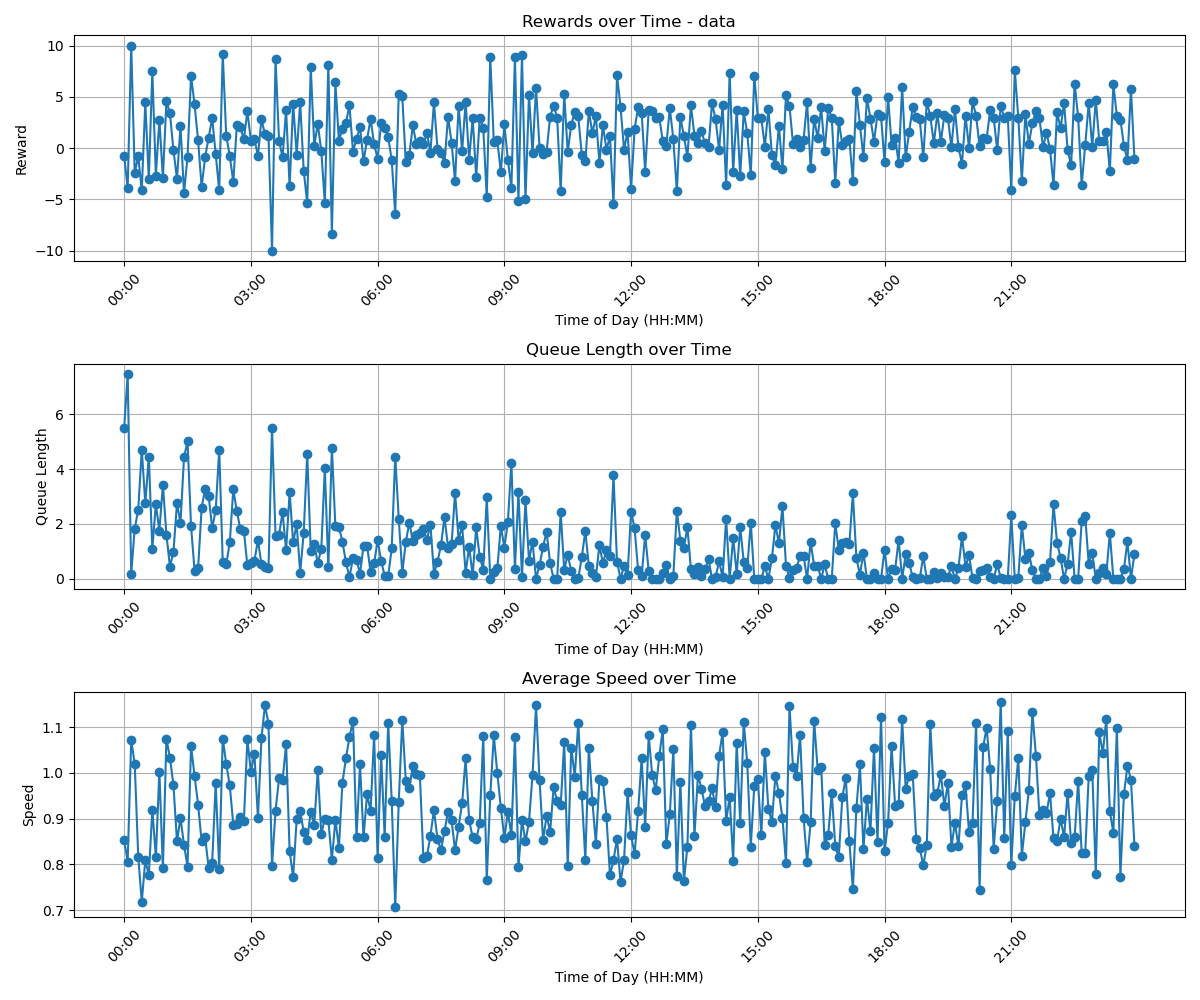 Rewards over Time - data
10
5
0
−5
−10
Reward
00:00 03:00 06:00 09:00 12:00 15:00 18:00 21:00
Time of Day (HH:MM)
Queue Length over Time
6
4
2
0
Queue Length
00:00 03:00 06:00 09:00 12:00 15:00 18:00 21:00
Time of Day (HH:MM)
Average Speed over Time
1.1
1.0
0.9
0.8
0.7
Speed
00:00 03:00 06:00 09:00 12:00 15:00 18:00 21:00
Time of Day (HH:MM)